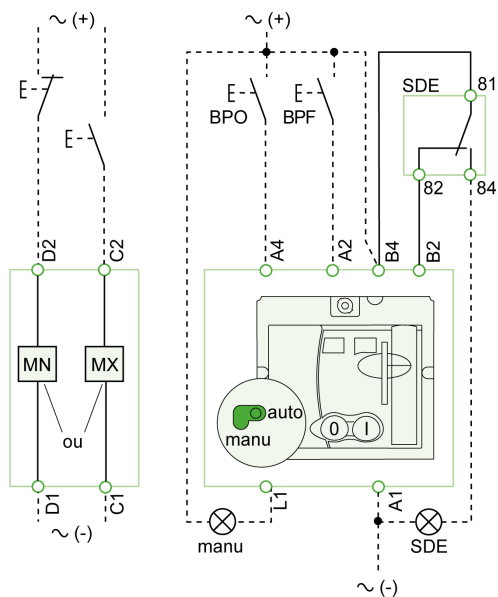 ~ (+)
~ (+)
SDE
81
BPO
BPF
82
84
D2
C2
A4
A2
B4
B2
MN
MX
ou
auto
manu
0
I
D1
C1
L1
A1
~ (-)
manu
SDE
~ (-)